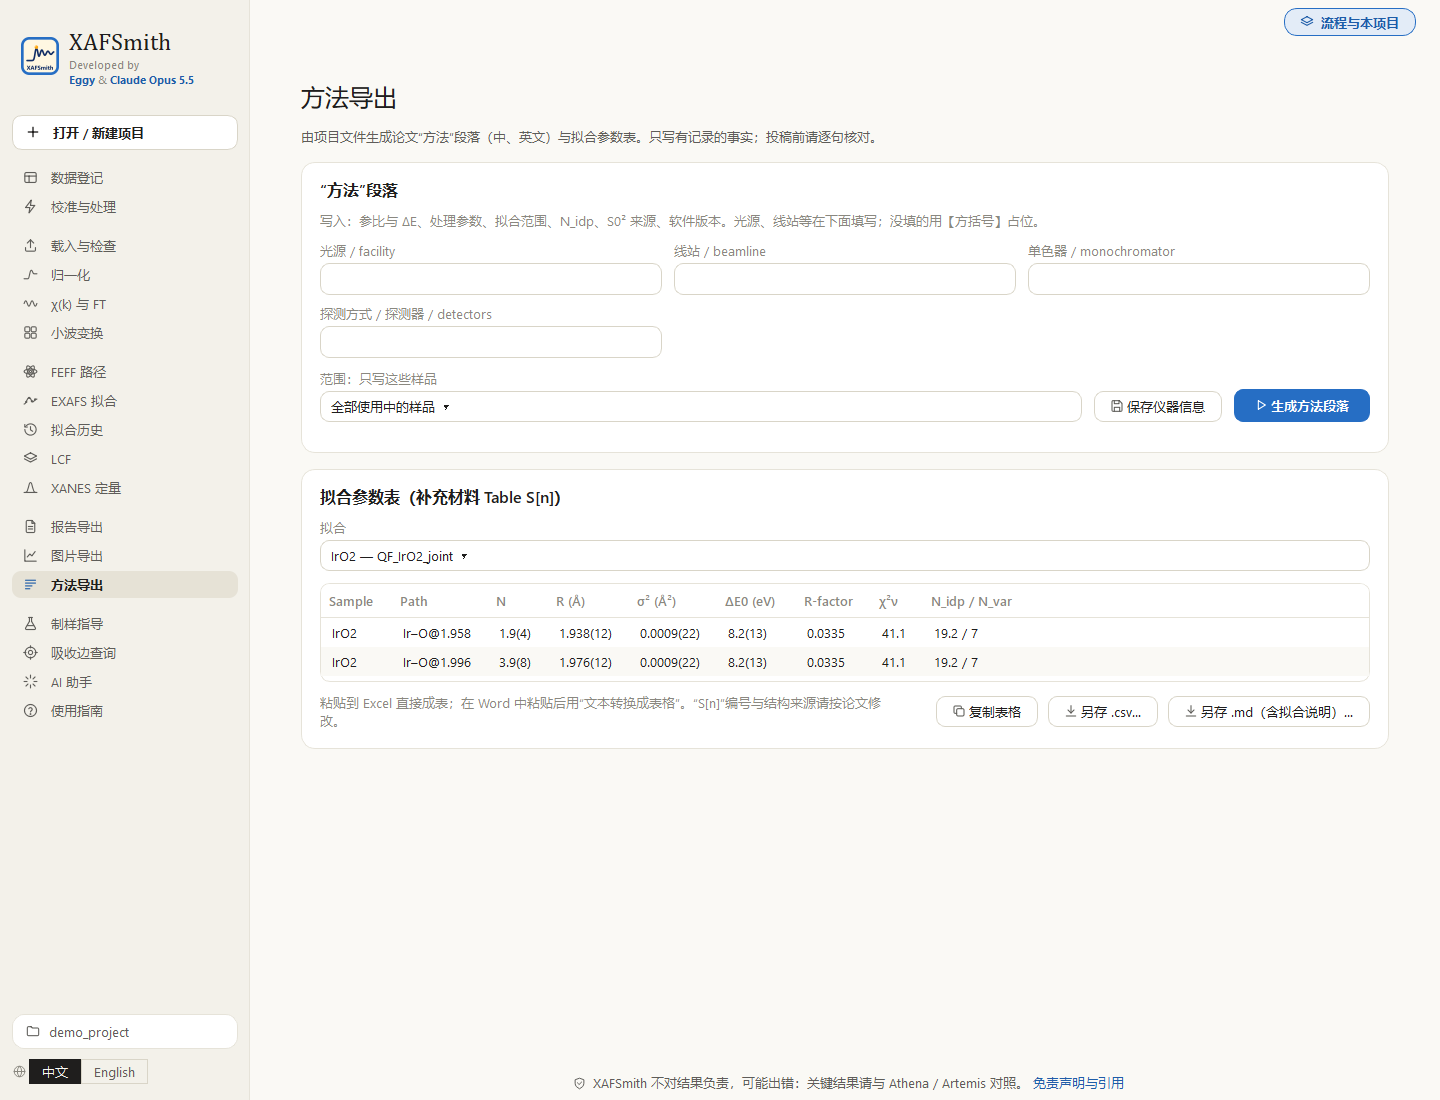 XAFSmith
Developed by
Eggy & Claude Opus 5.5
XAFSmith
打开 / 新建项目
数据登记
校准与处理
载入与检查
归一化
χ(k) 与 FT
小波变换
FEFF 路径
EXAFS 拟合
拟合历史
LCF
XANES 定量
报告导出
图片导出
方法导出
制样指导
吸收边查询
AI 助手
使用指南
demo_project
中文 English
流程与本项目
方法导出
由项目文件生成论文“方法”段落（中、英文）与拟合参数表。只写有记录的事实；投稿前请逐句核对。
“方法”段落
写入：参比与 ΔE、处理参数、拟合范围、N_idp、S0² 来源、软件版本。光源、线站等在下面填写；没填的用【方括号】占位。
光源 / facility 线站 / beamline 单色器 / monochromator
探测方式 / 探测器 / detectors
范围：只写这些样品
全部使用中的样品 保存仪器信息 生成方法段落
拟合参数表（补充材料 Table S[n]）
拟合
IrO2 — QF_IrO2_joint
Sample Path N R (Å) σ² (Å²) ΔE0 (eV) R-factor χ²ν N_idp / N_var
IrO2 Ir–O@1.958 1.9(4) 1.938(12) 0.0009(22) 8.2(13) 0.0335 41.1 19.2 / 7
IrO2 Ir–O@1.996 3.9(8) 1.976(12) 0.0009(22) 8.2(13) 0.0335 41.1 19.2 / 7
粘贴到 Excel 直接成表；在 Word 中粘贴后用“文本转换成表格”。“S[n]”编号与结构来源请按论文修
改。
复制表格 另存 .csv... 另存 .md（含拟合说明）...
XAFSmith 不对结果负责，可能出错：关键结果请与 Athena / Artemis 对照。 免责声明与引用